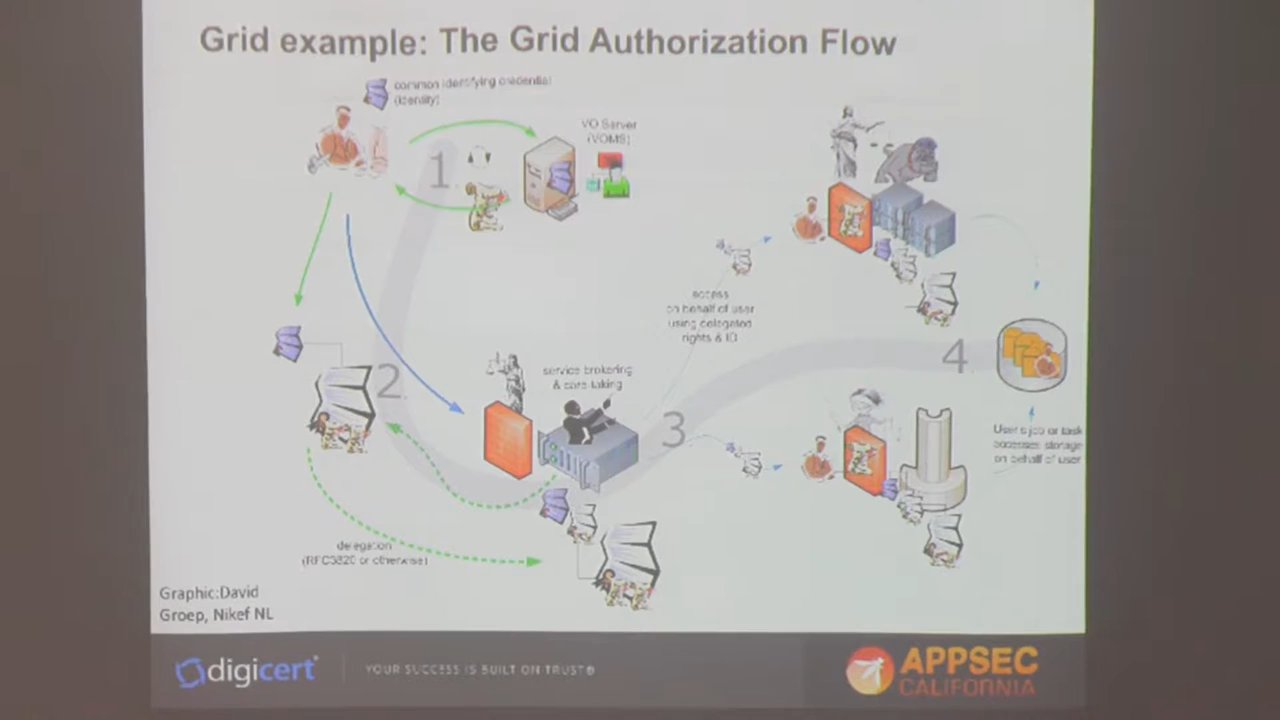 Grid example: The Grid Authorization Flow
common identifying credential
(identity)
1
VO Server
(VOMS)
access
on behalf of user
using delegated
rights & ID
2
service brokering
& care-taking
3
4
User's job or task
accesses storage
on behalf of user
delegation
(RFC3820 or otherwise)
Graphic:David
Groep, Nikef NL
digicert
YOUR SUCCESS IS BUILT ON TRUST®
APPSEC
CALIFORNIA